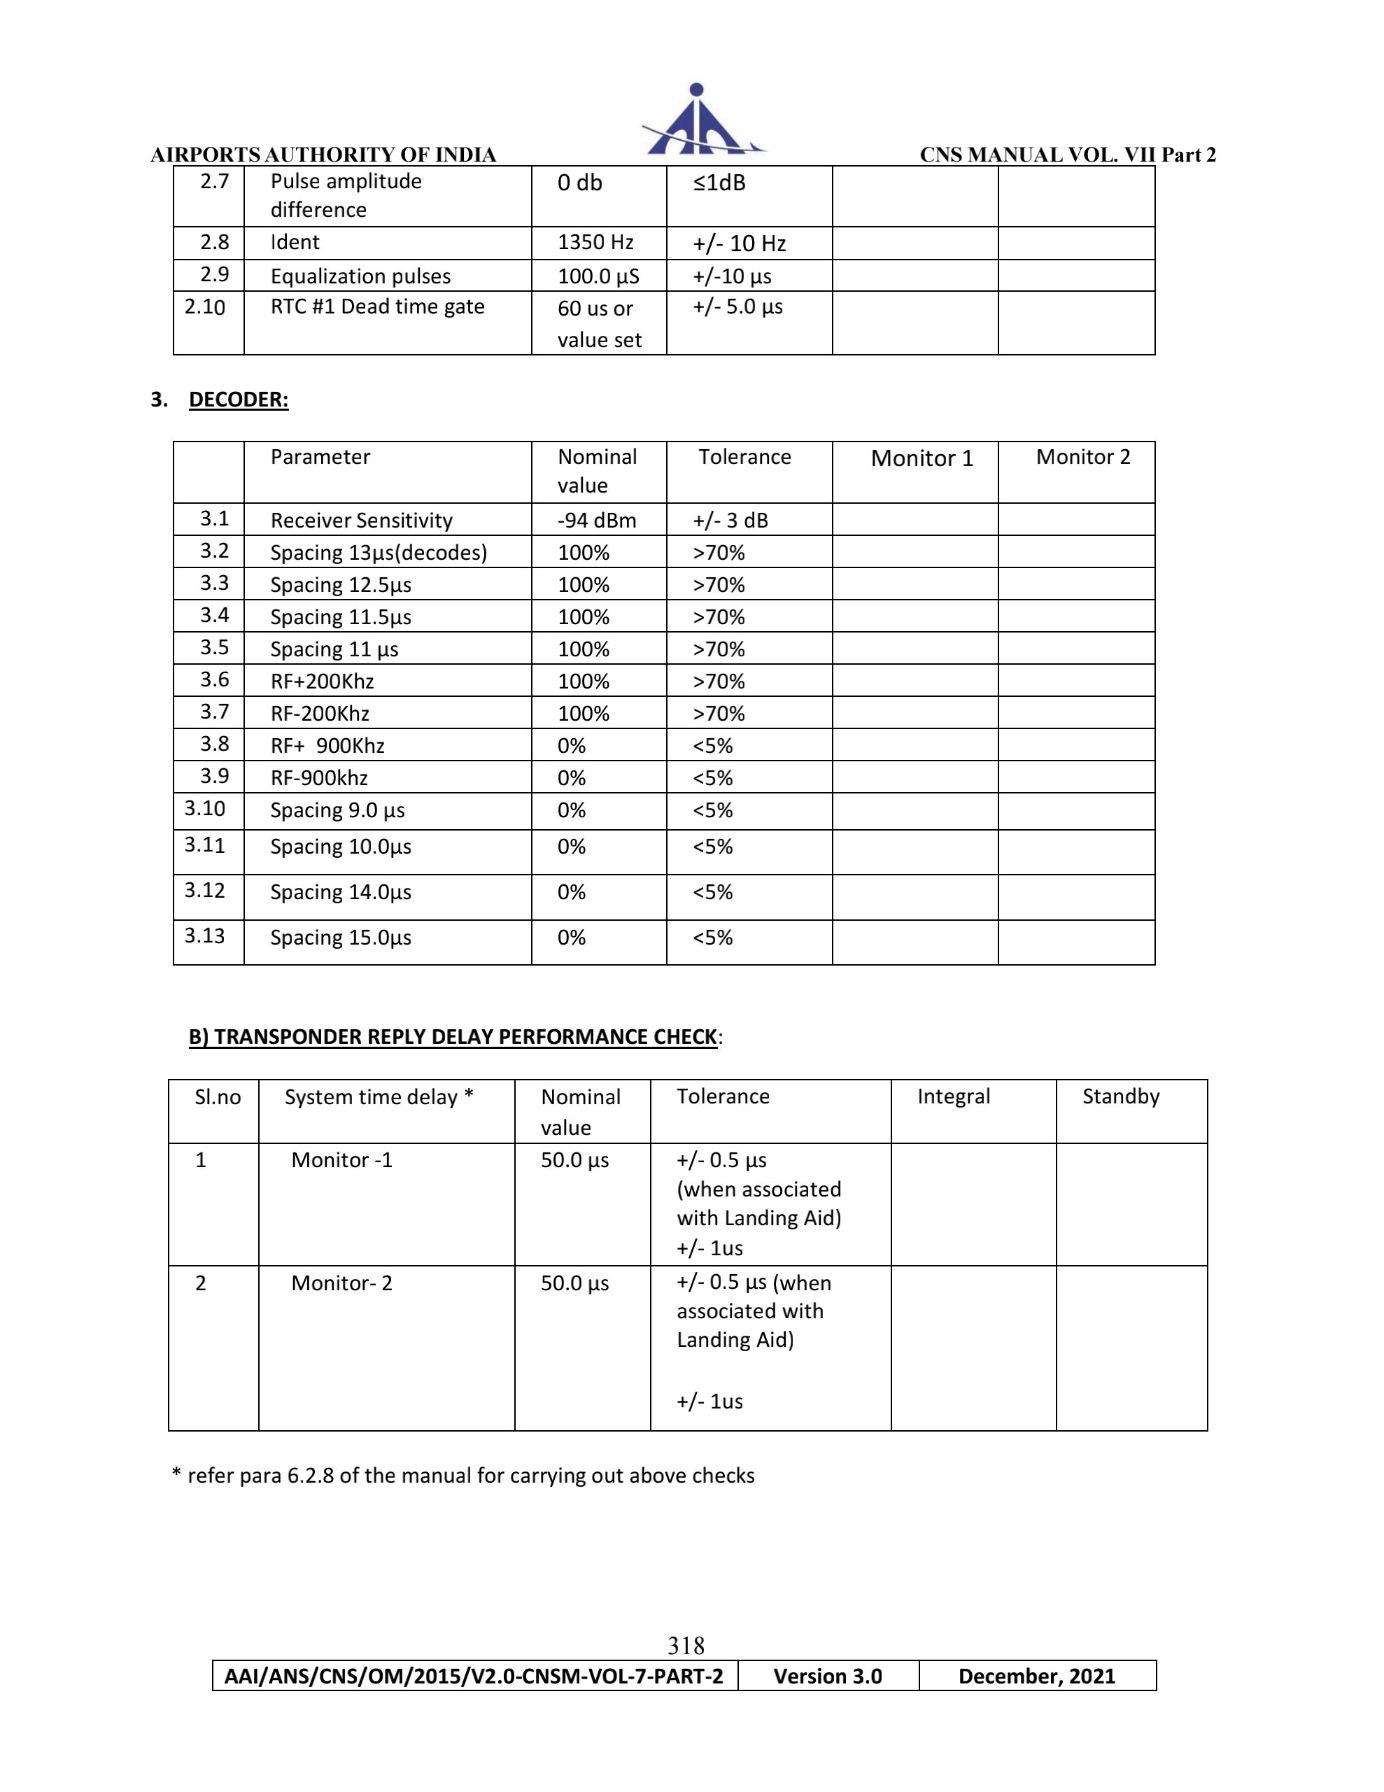 AIRPORTS AUTHORITY OF INDIA CNS MANUAL VOL. VII Part 2
2.7 Pulse amplitude difference 0 db ≤1dB
2.8 Ident 1350 Hz +/- 10 Hz
2.9 Equalization pulses 100.0 µS +/-10 µs
2.10 RTC #1 Dead time gate 60 us or value set +/- 5.0 µs
3. DECODER:
Parameter Nominal value Tolerance Monitor 1 Monitor 2
3.1 Receiver Sensitivity -94 dBm +/- 3 dB
3.2 Spacing 13µs(decodes) 100% >70%
3.3 Spacing 12.5µs 100% >70%
3.4 Spacing 11.5µs 100% >70%
3.5 Spacing 11 µs 100% >70%
3.6 RF+200Khz 100% >70%
3.7 RF-200Khz 100% >70%
3.8 RF+ 900Khz 0% <5%
3.9 RF-900khz 0% <5%
3.10 Spacing 9.0 µs 0% <5%
3.11 Spacing 10.0µs 0% <5%
3.12 Spacing 14.0µs 0% <5%
3.13 Spacing 15.0µs 0% <5%
B) TRANSPONDER REPLY DELAY PERFORMANCE CHECK:
Sl.no System time delay * Nominal value Tolerance Integral Standby
1 Monitor -1 50.0 µs +/- 0.5 µs
(when associated
with Landing Aid)
+/- 1us
2 Monitor- 2 50.0 µs +/- 0.5 µs (when
associated with
Landing Aid)
+/- 1us
* refer para 6.2.8 of the manual for carrying out above checks
318
AAI/ANS/CNS/OM/2015/V2.0-CNSM-VOL-7-PART-2 Version 3.0 December, 2021